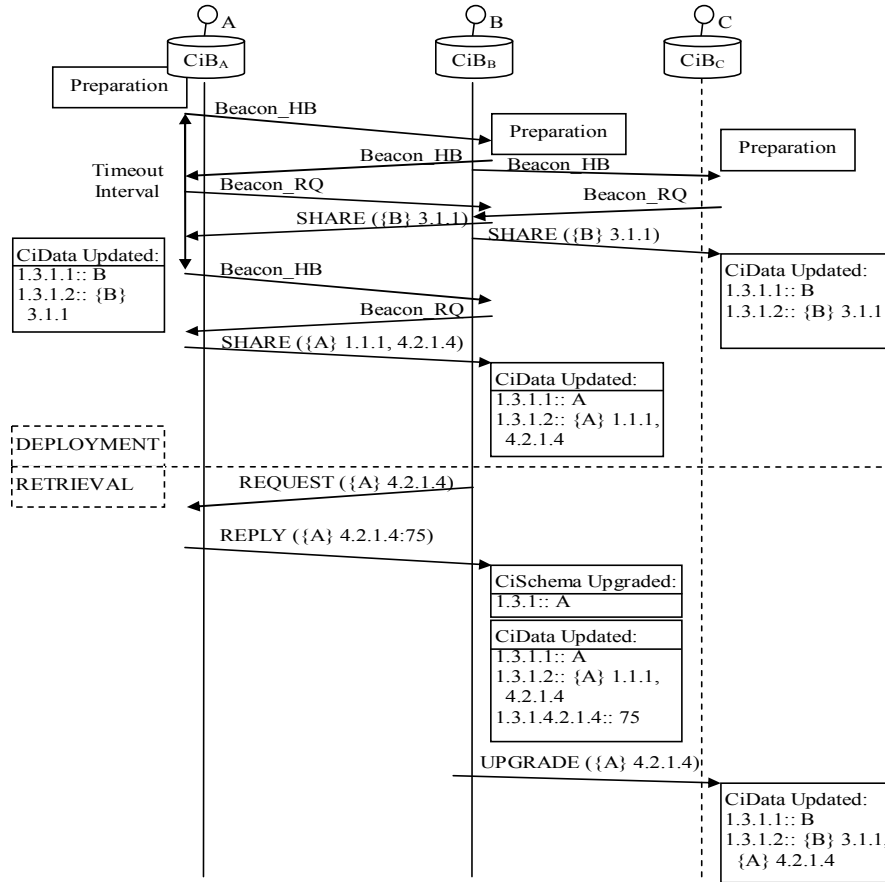 A
B
C
CiBA
CiBB
CiBC
Preparation
Beacon_HB
Preparation
Preparation
Beacon_HB
Beacon_HB
Timeout
Interval
Beacon_RQ
Beacon_RQ
SHARE ({B} 3.1.1)
SHARE ({B} 3.1.1)
CiData Updated:
1.3.1.1:: B
1.3.1.2:: {B}
3.1.1
Beacon_HB
CiData Updated:
1.3.1.1:: B
1.3.1.2:: {B} 3.1.1
Beacon_RQ
SHARE ({A} 1.1.1, 4.2.1.4)
CiData Updated:
1.3.1.1:: A
1.3.1.2:: {A} 1.1.1,
4.2.1.4
DEPLOYMENT
RETRIEVAL
REQUEST ({A} 4.2.1.4)
REPLY ({A} 4.2.1.4:75)
CiSchema Upgraded:
1.3.1:: A
CiData Updated:
1.3.1.1:: A
1.3.1.2:: {A} 1.1.1,
4.2.1.4
1.3.1.4.2.1.4:: 75
UPGRADE ({A} 4.2.1.4)
CiData Updated:
1.3.1.1:: B
1.3.1.2:: {B} 3.1.1,
{A} 4.2.1.4